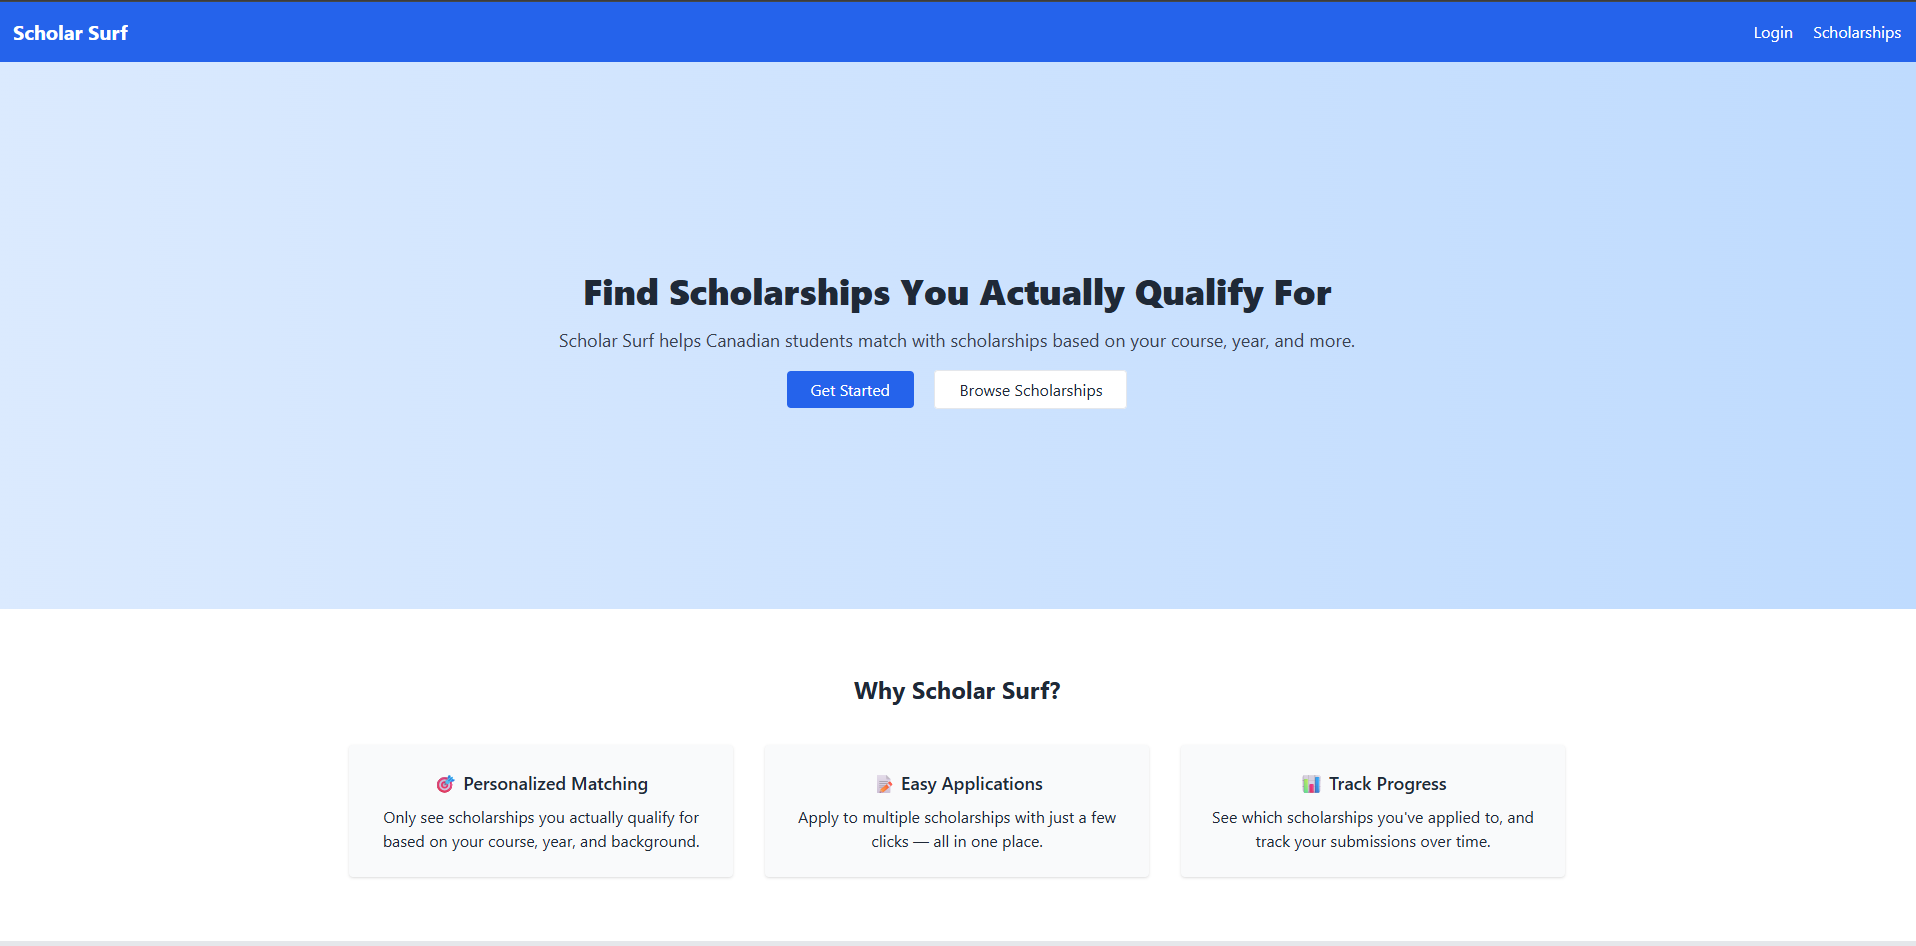 Scholar Surf
Login
Scholarships
Find Scholarships You Actually Qualify For
Scholar Surf helps Canadian students match with scholarships based on your course, year, and more.
Get Started
Browse Scholarships
Why Scholar Surf?
🎯 Personalized Matching
Only see scholarships you actually qualify for
based on your course, year, and background.
📝 Easy Applications
Apply to multiple scholarships with just a few
clicks — all in one place.
📊 Track Progress
See which scholarships you've applied to, and
track your submissions over time.